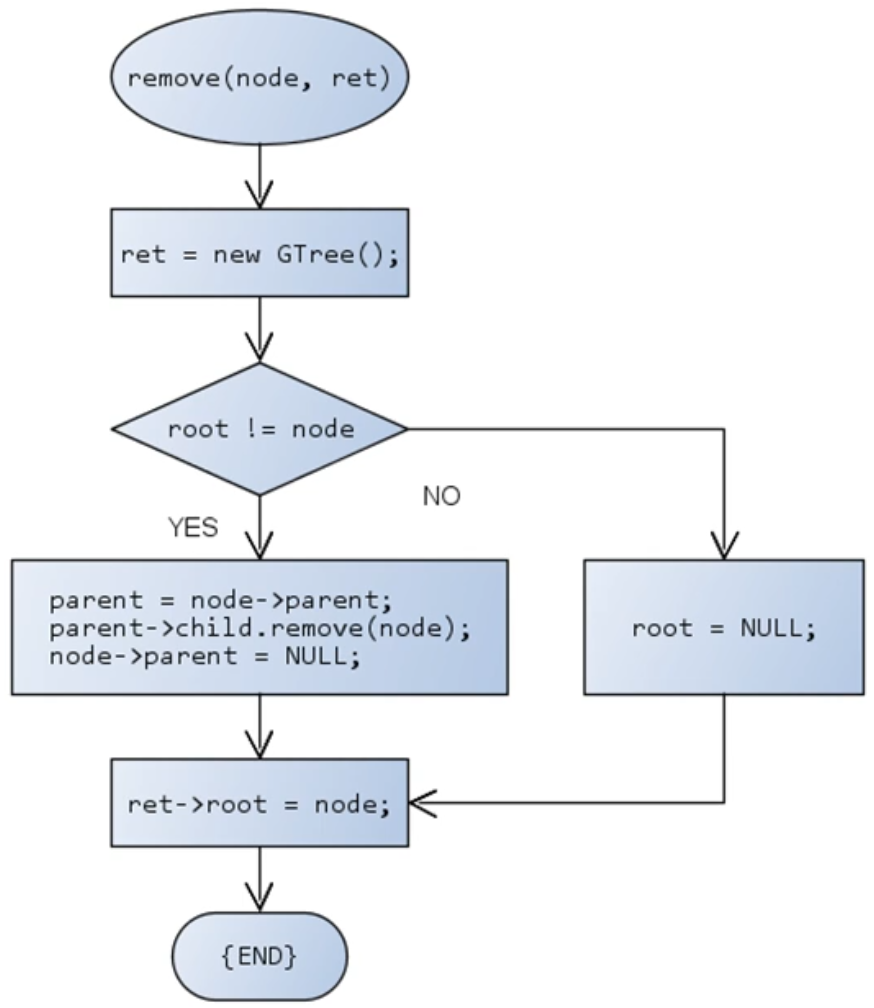 remove(node, ret)
ret = new GTree();
root != node
NO
YES
parent = node->parent;
parent->child.remove(node);
node->parent = NULL;
root = NULL;
ret->root = node;
{END}